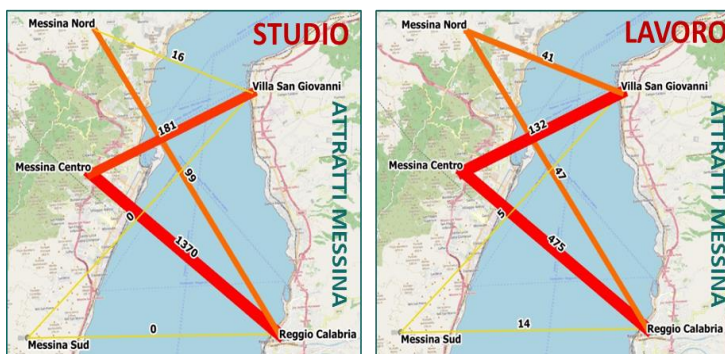 Messina Nord
STUDIO
16
Villa San Giovanni
181
Messina Centro
99
0
1370
0
Reggio Calabria
Messina Sud
ATTRATTI MESSINA
Messina Nord
LAVORO
41
Villa San Giovanni
132
Messina Centro
47
5
475
14
Reggio Calabria
Messina Sud
ATTRATTI MESSINA